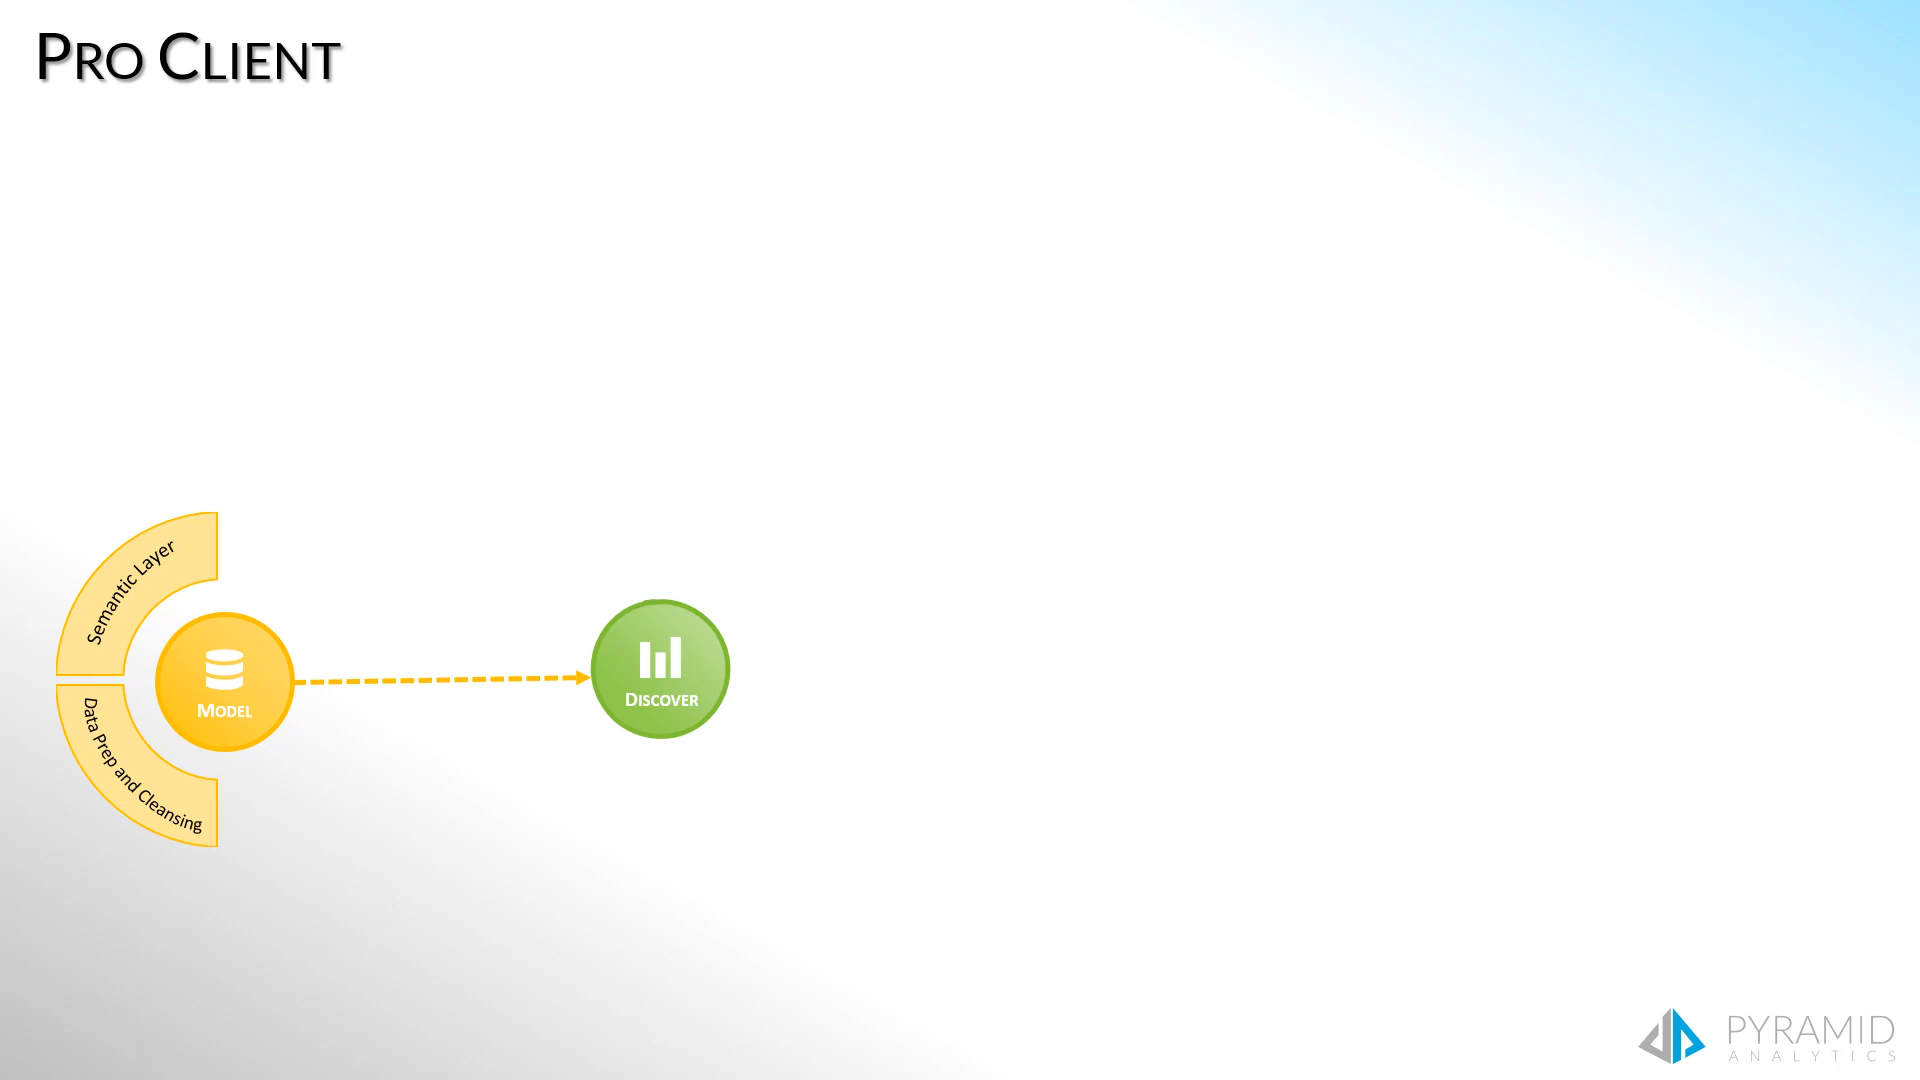 PRO CLIENT
Semantic Layer
MODEL
Data Prep and Cleansing
DISCOVER
PYRAMID
ANALYTICS